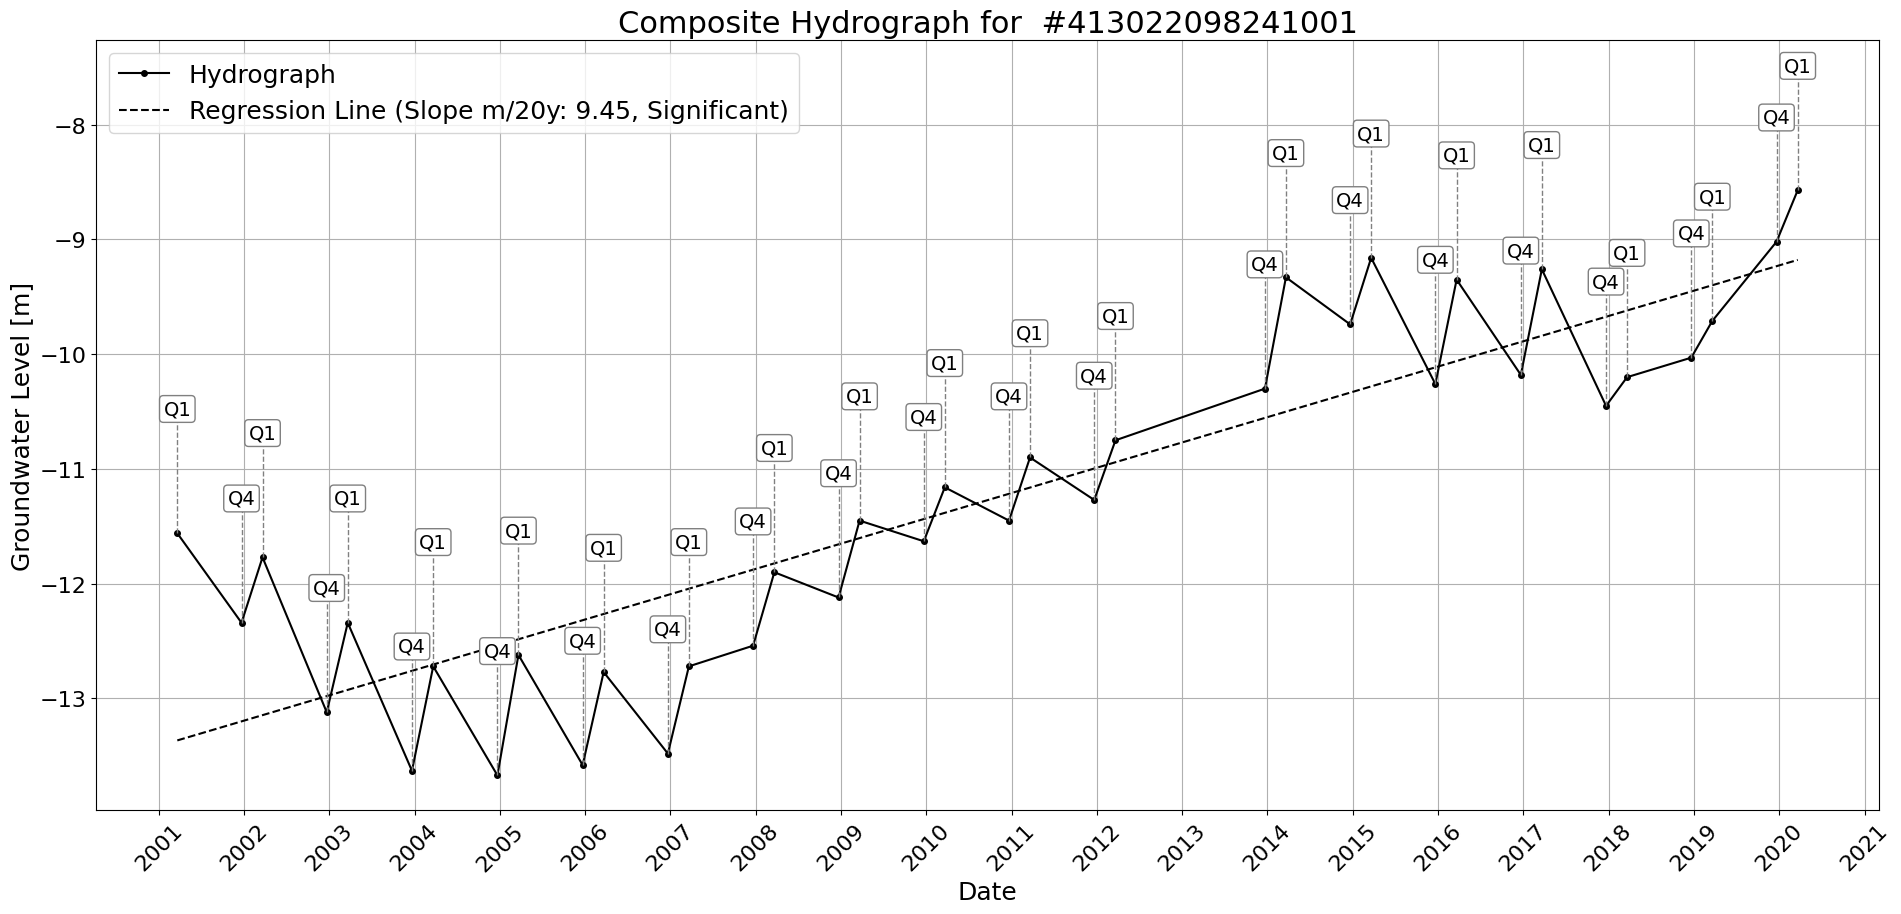 Composite Hydrograph for  #413022098241001
Hydrograph
Regression Line (Slope m/20y: 9.45, Significant)
Groundwater Level [m]
−8
−9
−10
−11
−12
−13
Q1
Q4
Q1
Q4
Q1
Q4
Q1
Q4
Q1
Q4
Q1
Q4
Q1
Q4
Q1
Q4
Q1
Q4
Q1
Q4
Q1
Q4
Q1
Q4
Q1
Q4
Q1
Q4
Q1
Q4
Q1
Q4
Q1
Q4
Q1
Q4
Q1
2001
2002
2003
2004
2005
2006
2007
2008
2009
2010
2011
2012
2013
2014
2015
2016
2017
2018
2019
2020
2021
Date